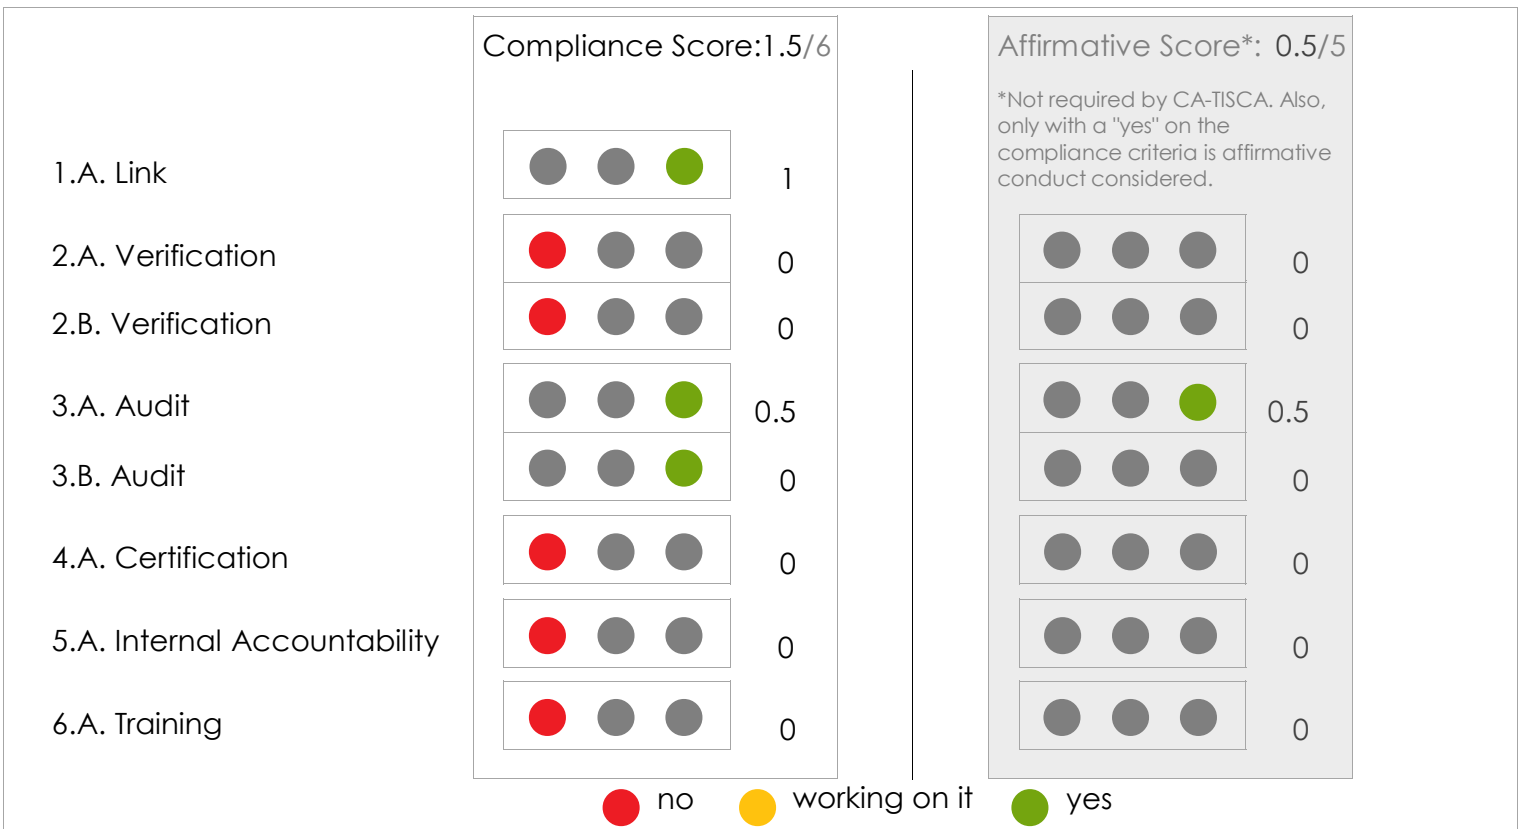 Compliance Score:1.5/6
Affirmative Score*: 0.5/5
*Not required by CA-TISCA. Also,
only with a "yes" on the
compliance criteria is affirmative
conduct considered.
1.A. Link 1
2.A. Verification 0 0
2.B. Verification 0 0
3.A. Audit 0.5 0.5
3.B. Audit 0 0
4.A. Certification 0 0
5.A. Internal Accountability 0 0
6.A. Training 0 0
no working on it yes